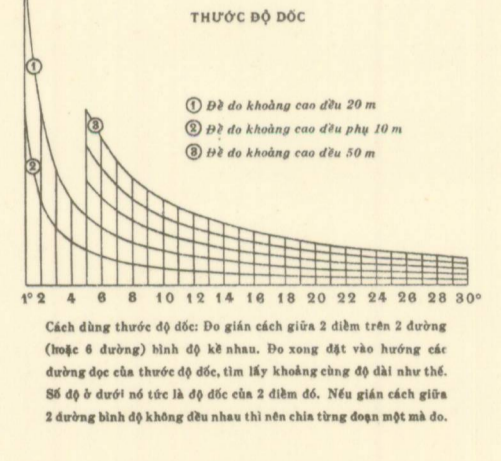 THƯỚC ĐỘ DỐC
① Để đo khoảng cao đều 20 m
② Để đo khoảng cao đều phụ 10 m
③ Để đo khoảng cao đều 50 m
1
2
3
1° 2 4 6 8 10 12 14 16 18 20 22 24 26 28 30°
Cách dùng thước độ dốc: Đo gián cách giữa 2 điểm trên 2 đường
(hoặc 6 đường) bình độ kề nhau. Đo xong đặt vào hướng các
đường dọc của thước độ dốc, tìm lấy khoảng cùng độ dài như thế.
Số độ ở dưới nó tức là độ dốc của 2 điểm đó. Nếu gián cách giữa
2 đường bình độ không đều nhau thì nên chia từng đoạn một mà đo.